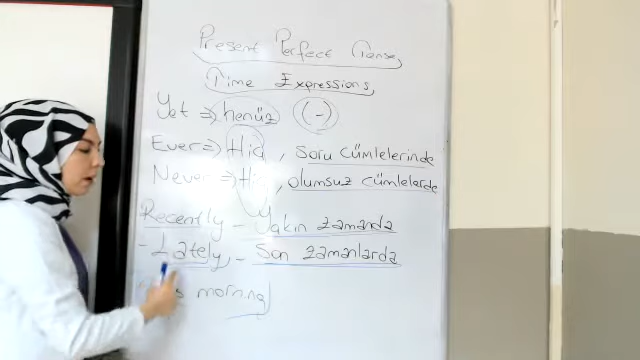 Present Perfect Tense
Time Expressions
Yet ⇒ henüz (-)
Ever ⇒ Hiç, soru cümlelerinde
Never ⇒ Hiç, olumsuz cümlelerde
Recently - Yakın zamanda
- Lately, - Son zamanlarda
morning